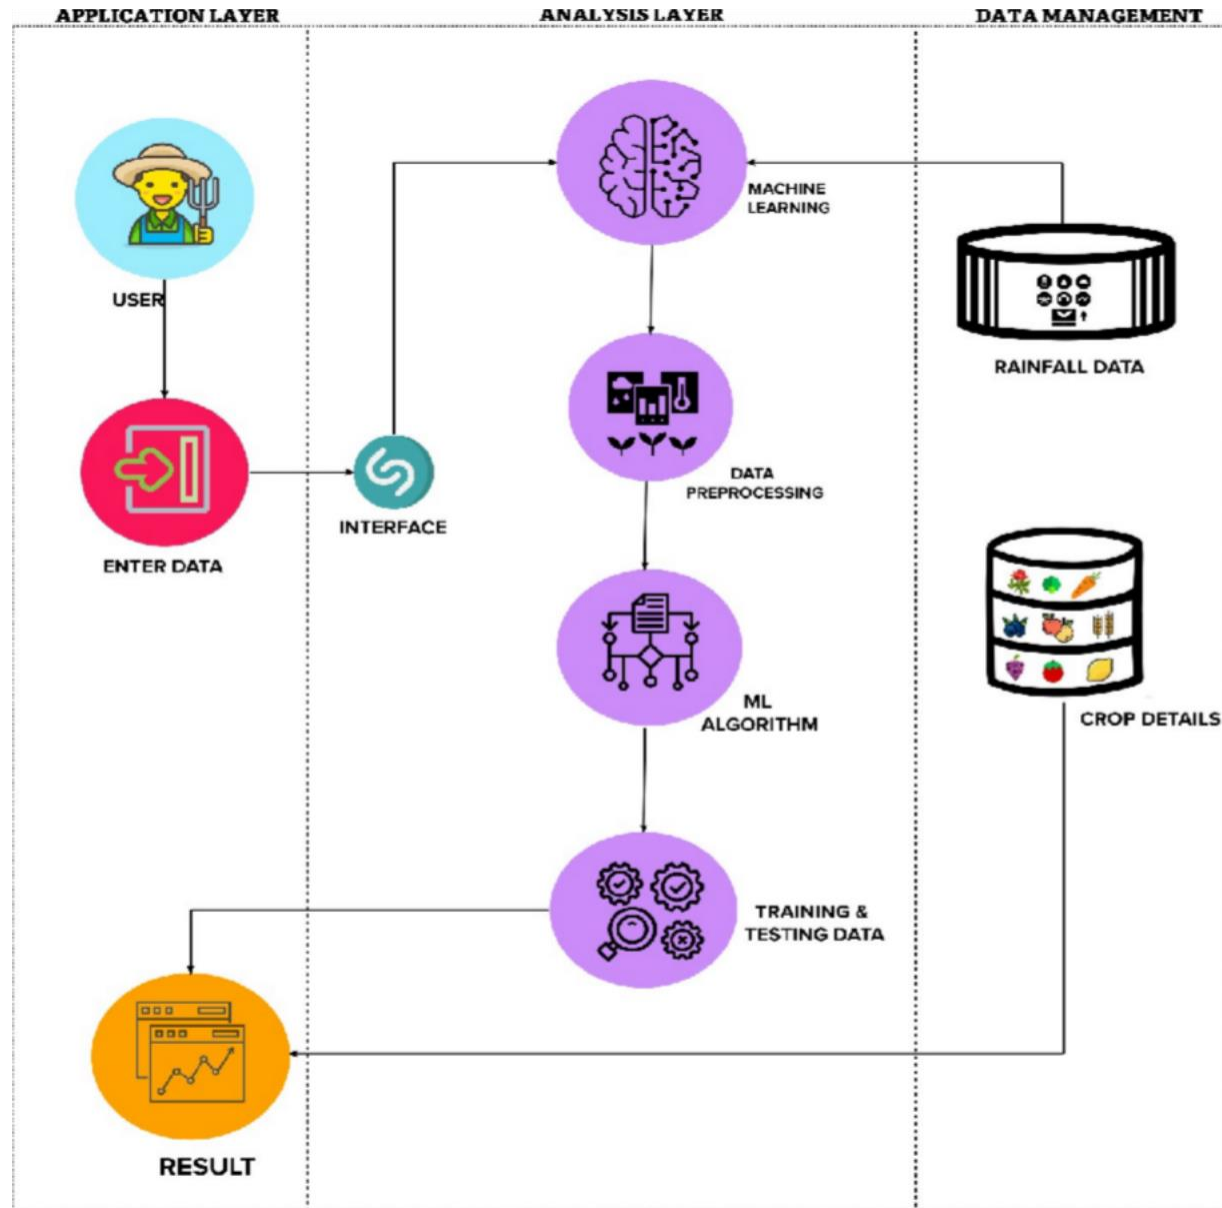 APPLICATION LAYER
ANALYSIS LAYER
DATA MANAGEMENT
USER
MACHINE
LEARNING
RAINFALL DATA
DATA
PREPROCESSING
INTERFACE
ENTER DATA
ML
ALGORITHM
CROP DETAILS
TRAINING &
TESTING DATA
RESULT